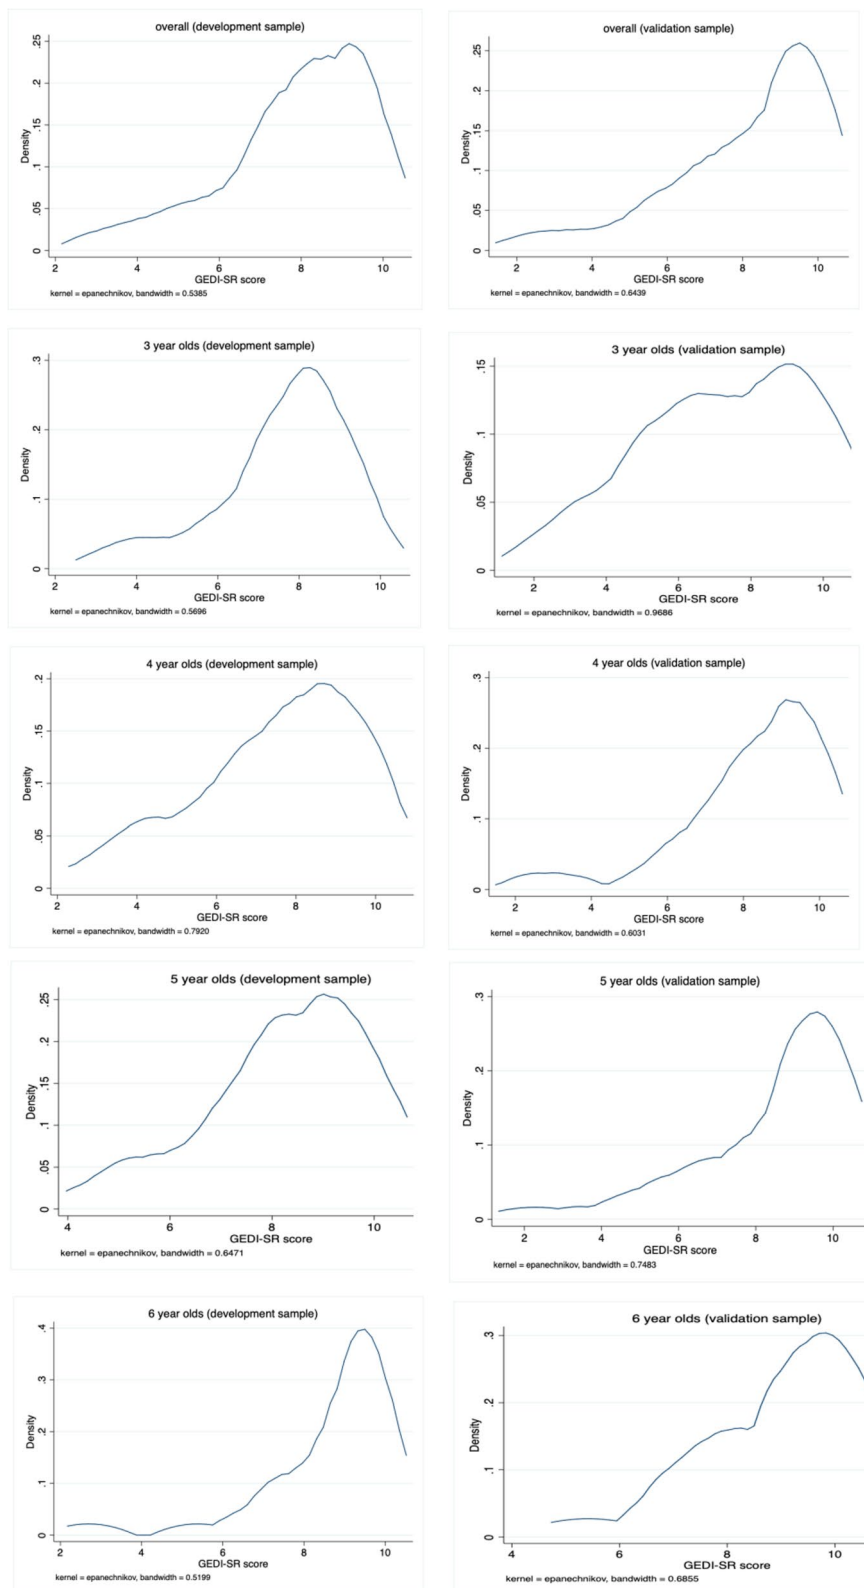 overall (development sample)
Density
0 .05 .1 .15 .2 .25
2 4 6 8 10
GEDI-SR score
kernel = epanechnikov, bandwidth = 0.5385
overall (validation sample)
Density
0 .05 .1 .15 .2 .25
2 4 6 8 10
GEDI-SR score
kernel = epanechnikov, bandwidth = 0.6439
3 year olds (development sample)
Density
0 .1 .2 .3
2 4 6 8 10
GEDI-SR score
kernel = epanechnikov, bandwidth = 0.5696
3 year olds (validation sample)
Density
0 .05 .1 .15
2 4 6 8 10
GEDI-SR score
kernel = epanechnikov, bandwidth = 0.9686
4 year olds (development sample)
Density
0 .05 .1 .15 .2
2 4 6 8 10
GEDI-SR score
kernel = epanechnikov, bandwidth = 0.7920
4 year olds (validation sample)
Density
0 .1 .2 .3
2 4 6 8 10
GEDI-SR score
kernel = epanechnikov, bandwidth = 0.6031
5 year olds (development sample)
Density
0 .05 .1 .15 .2 .25
4 6 8 10
GEDI-SR score
kernel = epanechnikov, bandwidth = 0.6471
5 year olds (validation sample)
Density
0 .1 .2 .3
2 4 6 8 10
GEDI-SR score
kernel = epanechnikov, bandwidth = 0.7483
6 year olds (development sample)
Density
0 .1 .2 .3 .4
2 4 6 8 10
GEDI-SR score
kernel = epanechnikov, bandwidth = 0.5199
6 year olds (validation sample)
Density
0 .1 .2 .3
4 6 8 10
GEDI-SR score
kernel = epanechnikov, bandwidth = 0.6855